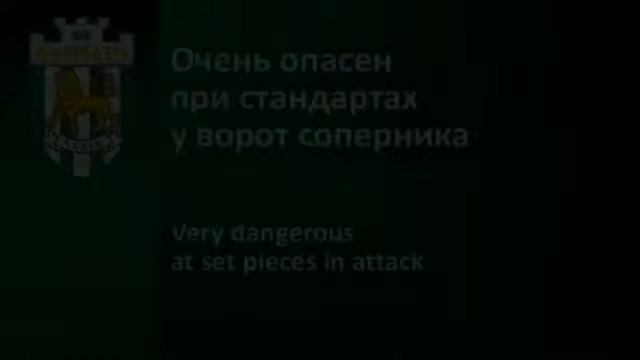 Очень опасен
при стандартах
у ворот соперника
Very dangerous
at set pieces in attack